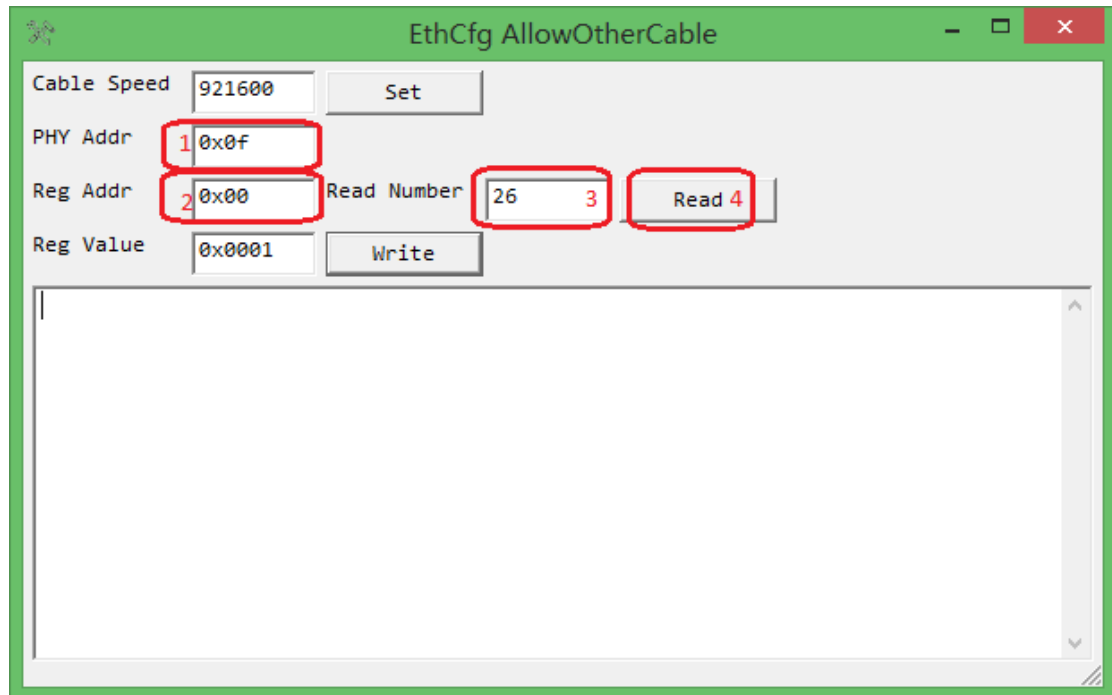 EthCfg AllowOtherCable
Cable Speed 921600 Set
PHY Addr 1 0x0f
Reg Addr 2 0x00 Read Number 26 3 Read 4
Reg Value 0x0001 Write